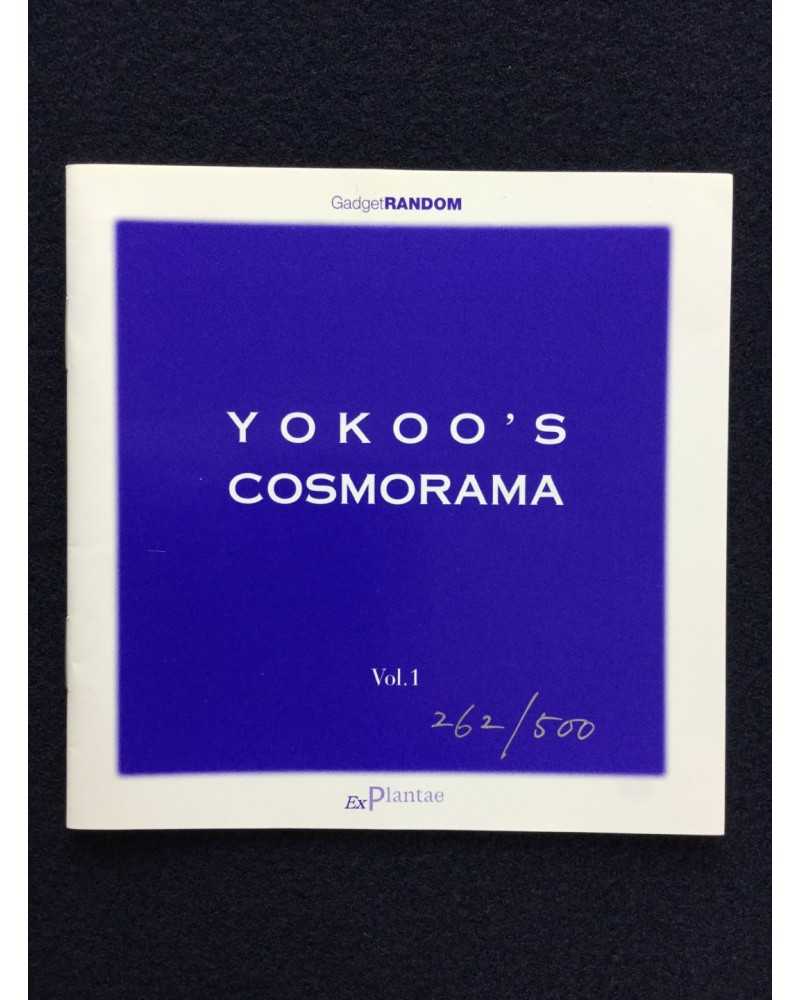 GadgetRANDOM
YOKOO'S
COSMORAMA
Vol.1
262/500
ExPlantae